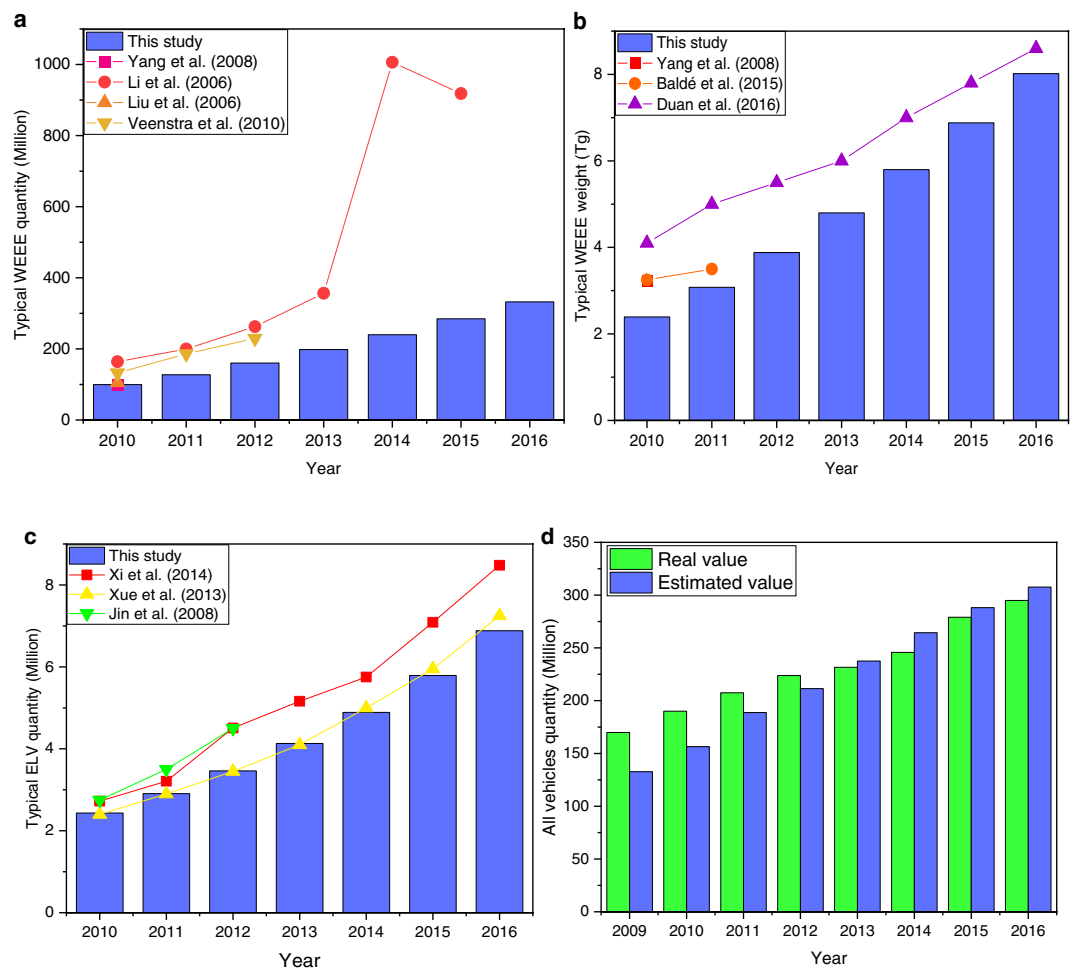 a
This study
Yang et al. (2008)
Li et al. (2006)
Liu et al. (2006)
Veenstra et al. (2010)
Typical WEEE quantity (Million)
1000
800
600
400
200
0
2010 2011 2012 2013 2014 2015 2016
Year
b
This study
Yang et al. (2008)
Baldé et al. (2015)
Duan et al. (2016)
Typical WEEE weight (Tg)
8
6
4
2
0
2010 2011 2012 2013 2014 2015 2016
Year
c
This study
Xi et al. (2014)
Xue et al. (2013)
Jin et al. (2008)
Typical ELV quantity (Million)
8
6
4
2
0
2010 2011 2012 2013 2014 2015 2016
Year
d
Real value
Estimated value
All vehicles quantity (Million)
350
300
250
200
150
100
50
0
2009 2010 2011 2012 2013 2014 2015 2016
Year